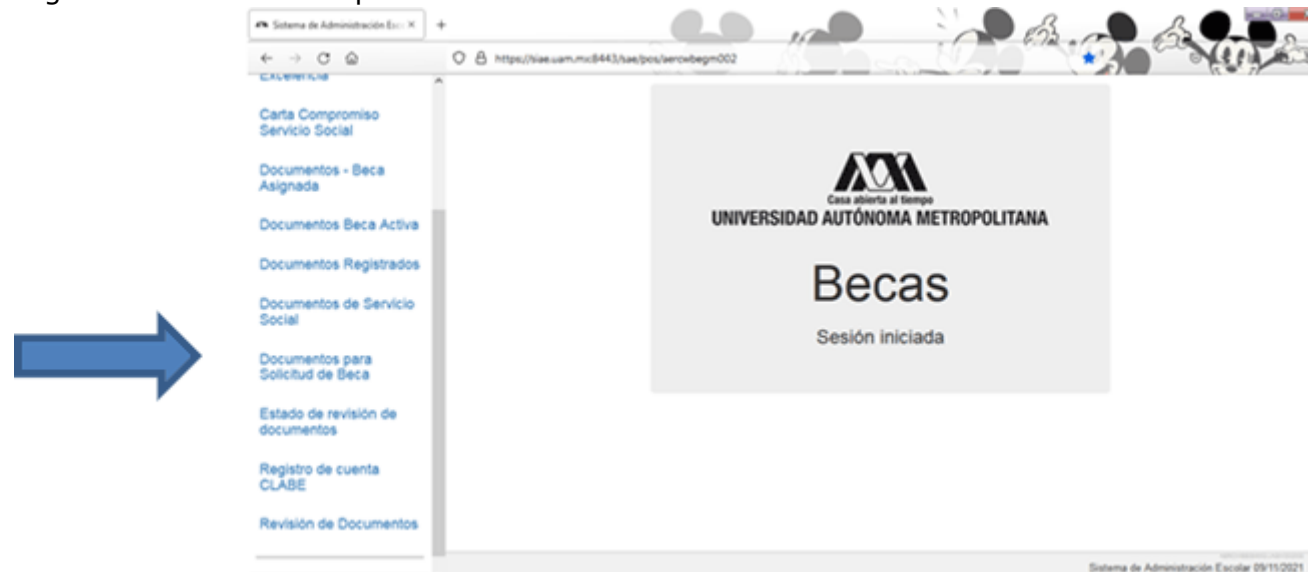 Sistema de Administración Esc
https://siae.uam.mx:8443/sae/pos/aerowbegm002
Excelencia
Carta Compromiso
Servicio Social
Documentos - Beca
Asignada
Documentos Beca Activa
Documentos Registrados
Documentos de Servicio
Social
Documentos para
Solicitud de Beca
Estado de revisión de
documentos
Registro de cuenta
CLABE
Revisión de Documentos
Casa abierta al tiempo
UNIVERSIDAD AUTÓNOMA METROPOLITANA
Becas
Sesión iniciada
Sistema de Administración Escolar 09/11/2021